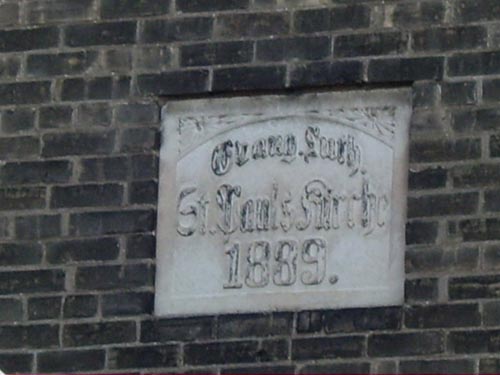 Evang. Luth.
St. Pauls Kirche
1889.